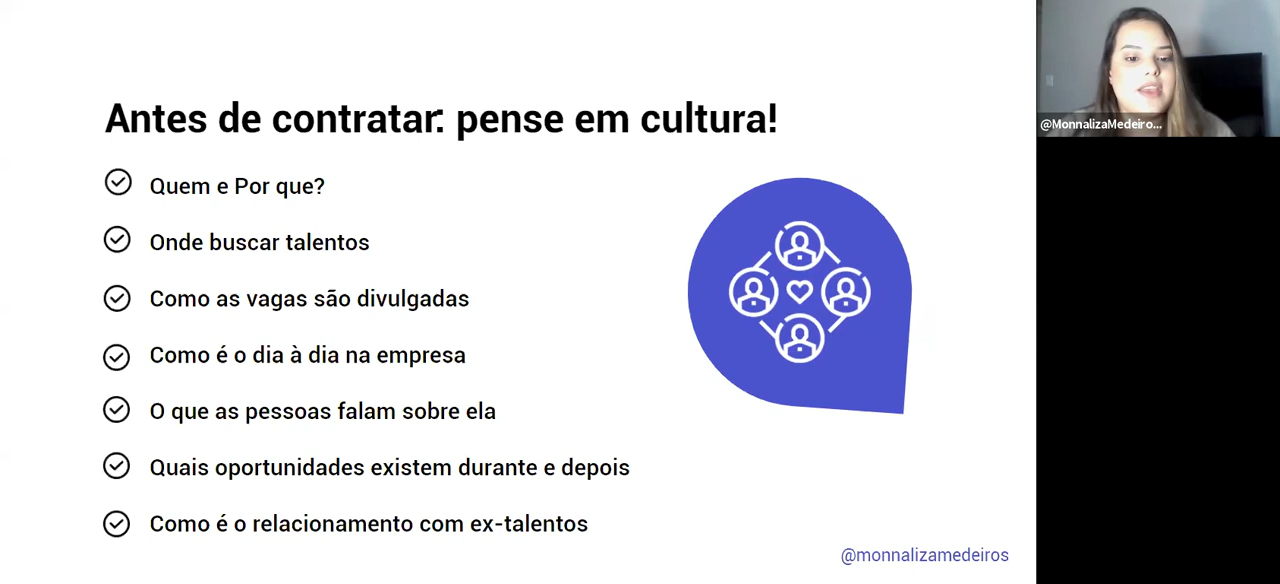 Antes de contratar: pense em cultura!
Quem e Por que?
Onde buscar talentos
Como as vagas são divulgadas
Como é o dia à dia na empresa
O que as pessoas falam sobre ela
Quais oportunidades existem durante e depois
Como é o relacionamento com ex-talentos
@monnalizamedeiros
@MonnalizaMedeiro...